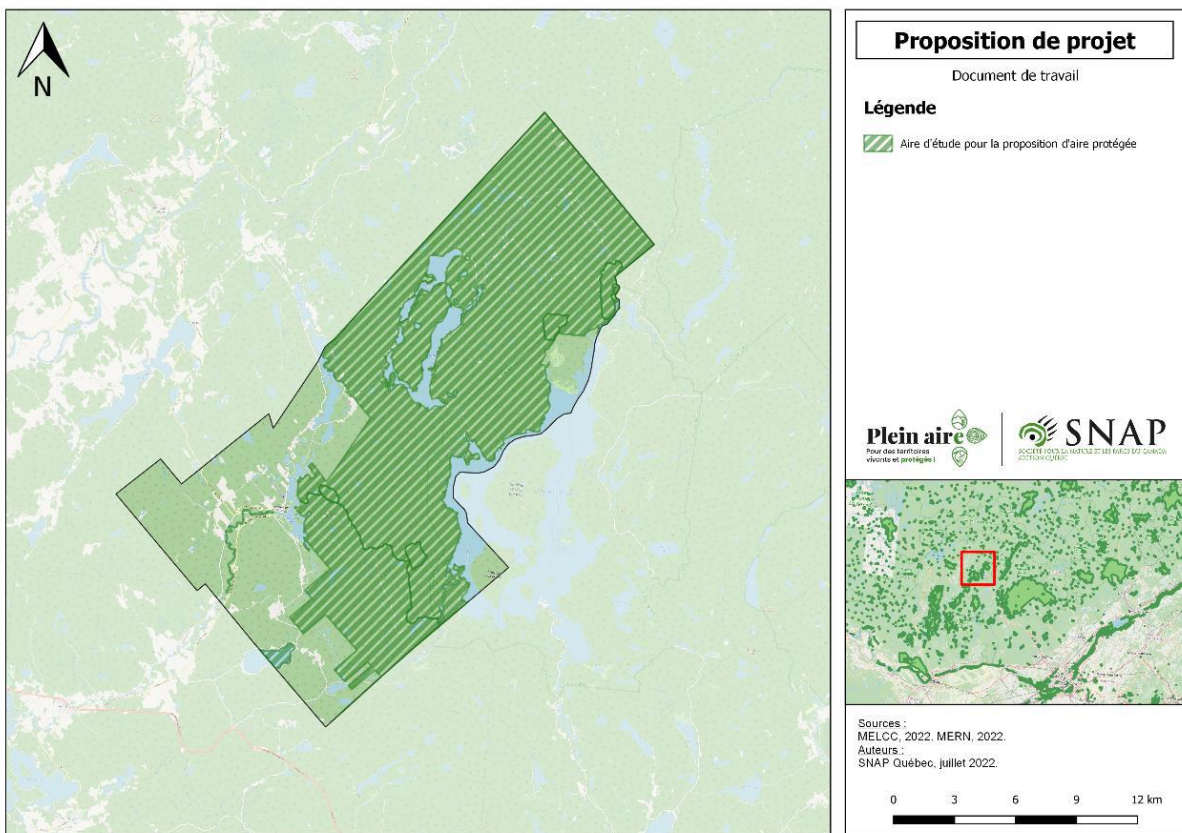 N
Proposition de projet
Document de travail
Légende
Aire d'étude pour la proposition d'aire protégée
Plein aire
Pour des territoires
vivants et protégés !
SNAP
SOCIÉTÉ POUR LA NATURE ET LES PARCS DU CANADA
SECTION QUÉBEC
Sources :
MELCC, 2022. MERN, 2022.
Auteurs :
SNAP Québec, juillet 2022.
0 3 6 9 12 km